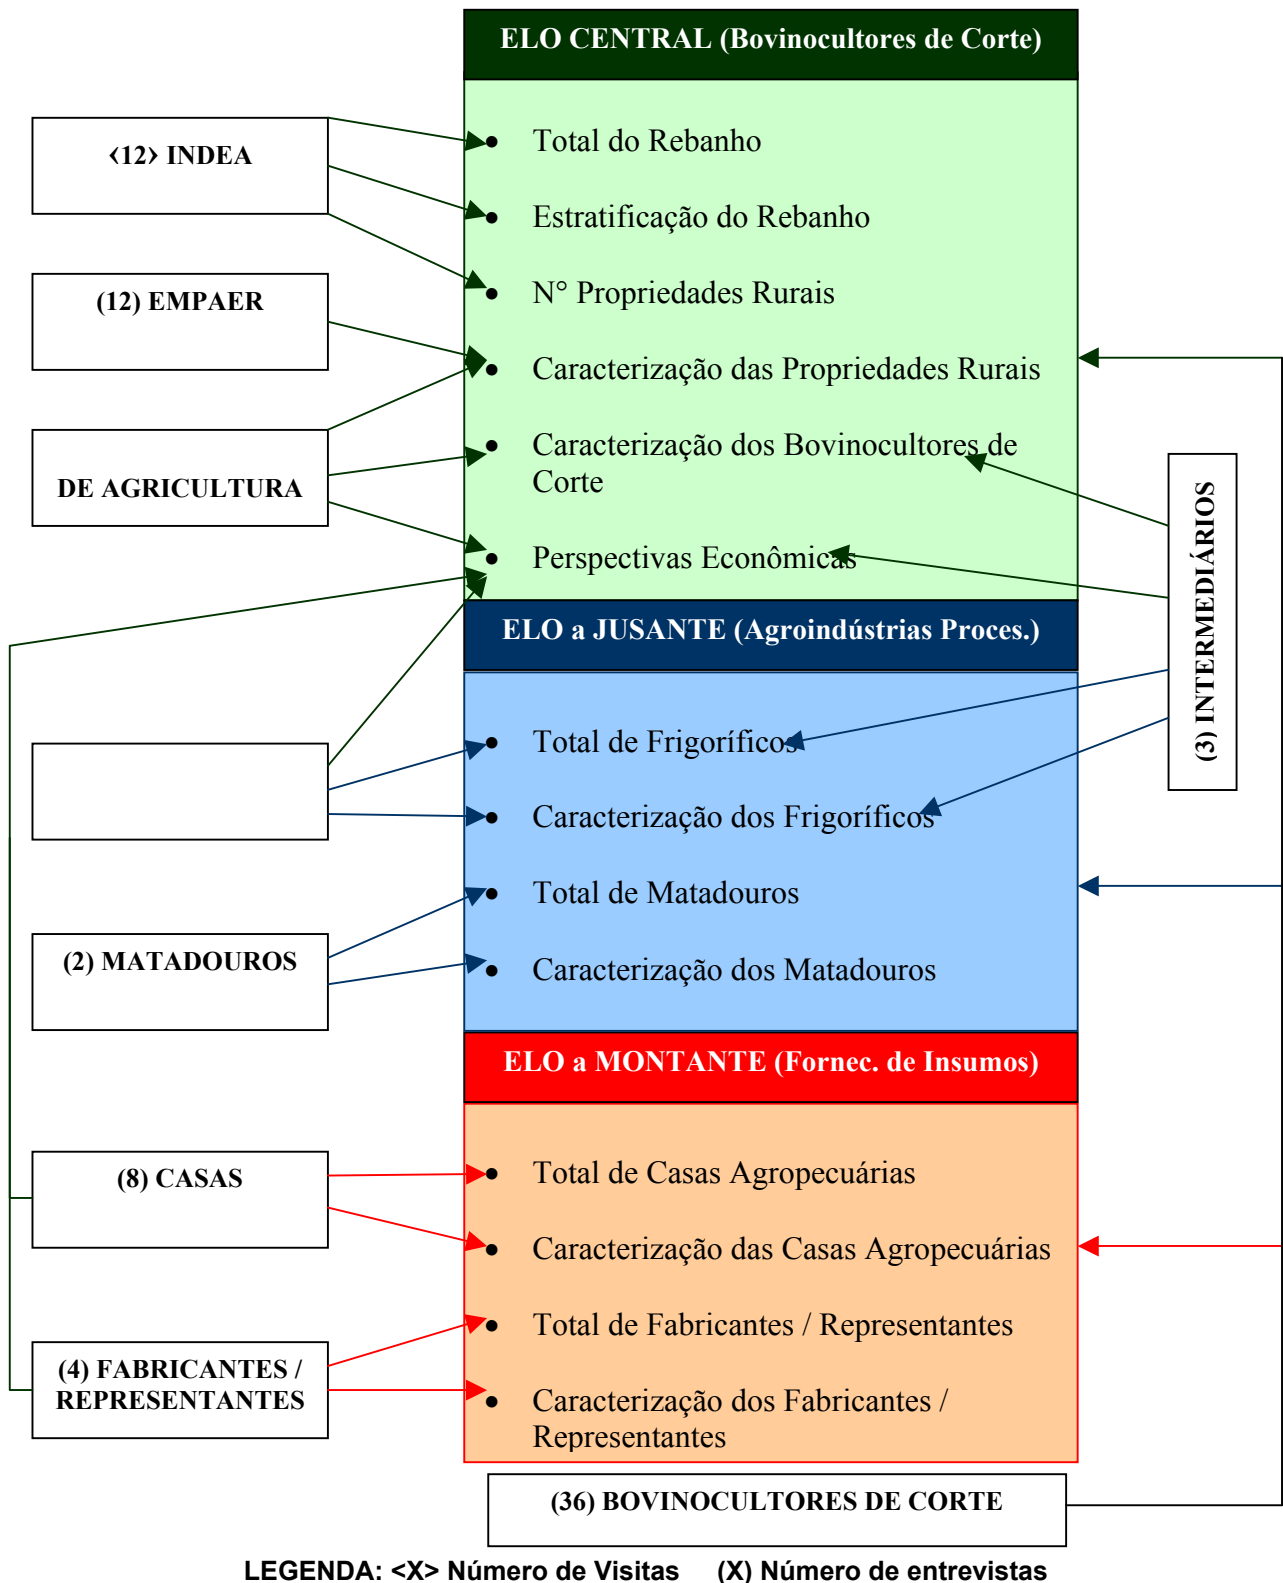 ELO CENTRAL (Bovinocultores de Corte)
‹12› INDEA
(12) EMPAER
DE AGRICULTURA
(2) MATADOUROS
(8) CASAS
(4) FABRICANTES /
REPRESENTANTES
• Total do Rebanho
• Estratificação do Rebanho
• N° Propriedades Rurais
• Caracterização das Propriedades Rurais
• Caracterização dos Bovinocultores de
Corte
• Perspectivas Econômicas
ELO a JUSANTE (Agroindústrias Proces.)
• Total de Frigoríficos
• Caracterização dos Frigoríficos
• Total de Matadouros
• Caracterização dos Matadouros
ELO a MONTANTE (Fornec. de Insumos)
• Total de Casas Agropecuárias
• Caracterização das Casas Agropecuárias
• Total de Fabricantes / Representantes
• Caracterização dos Fabricantes /
Representantes
(3) INTERMEDIÁRIOS
(36) BOVINOCULTORES DE CORTE
LEGENDA: <X> Número de Visitas (X) Número de entrevistas